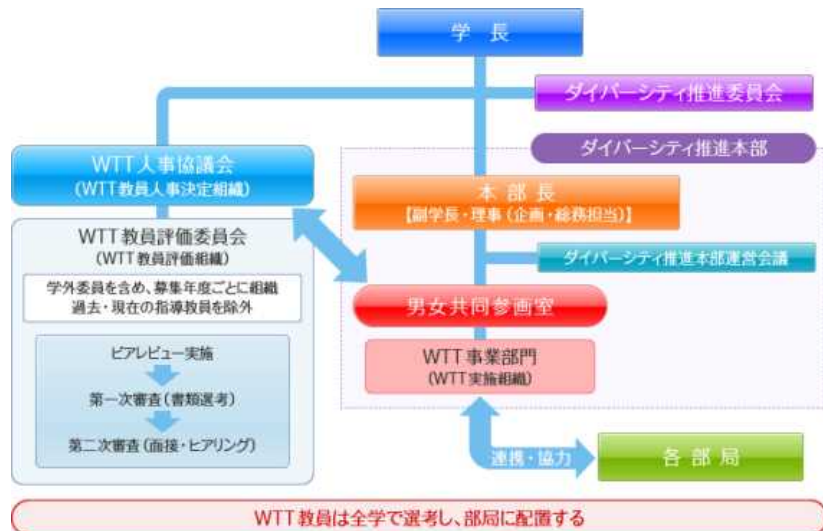 学 長
ダイバーシティ推進委員会
ダイバーシティ推進本部
WTT人事協議会
(WTT教員人事決定組織)
本 部 長
【副学長・理事(企画・総務担当)】
WTT教員評価委員会
(WTT教員評価組織)
学外委員を含め、募集年度ごとに組織
過去・現在の指導教員を除外
ダイバーシティ推進本部運営会議
男女共同参画室
WTT事業部門
(WTT実施組織)
ピアレビュー実施
第一次審査(書類選考)
第二次審査(面接・ヒアリング)
連携・協力
各 部 局
WTT教員は全学で選考し、部局に配置する